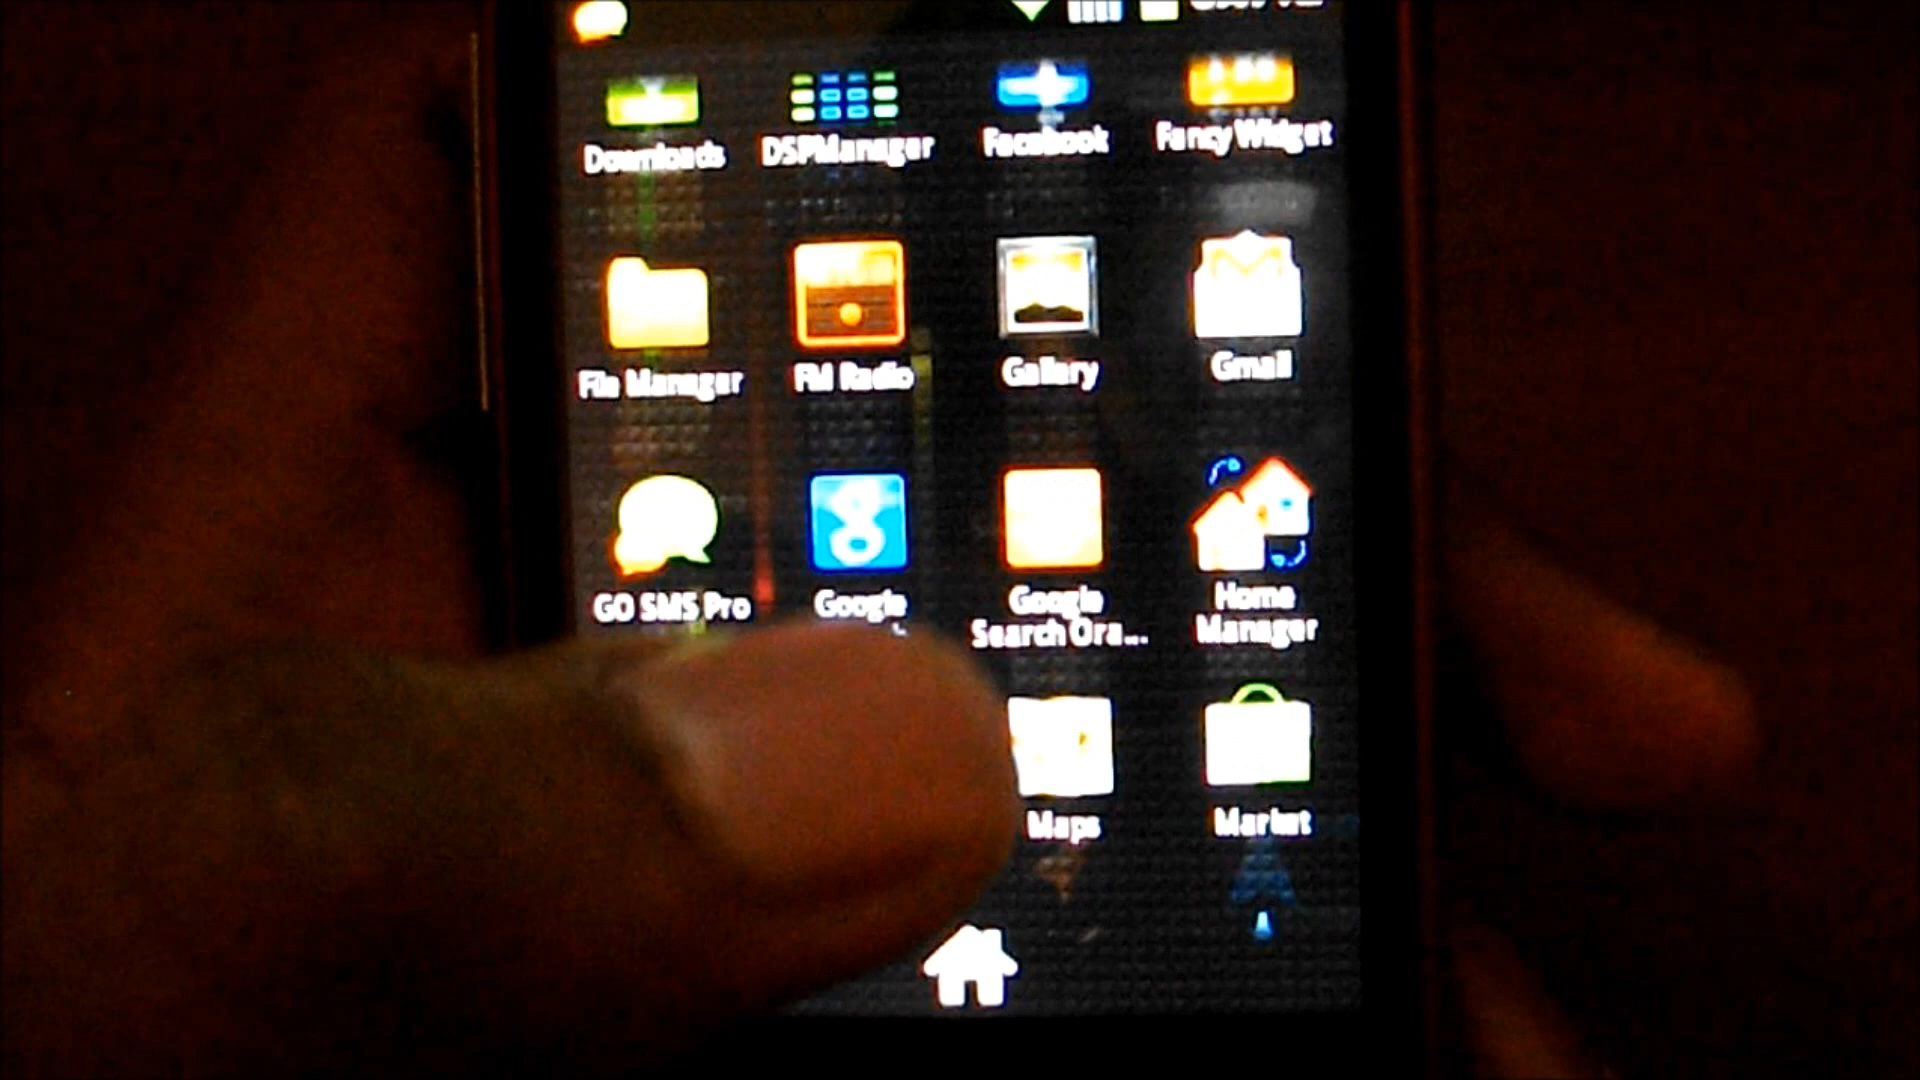 Downloads
DSPManager
Facebook
Fancy Widget
File Manager
FM Radio
Gallery
Gmail
GO SMS Pro
Google
Google
Search Ora...
Home
Manager
Maps
Market